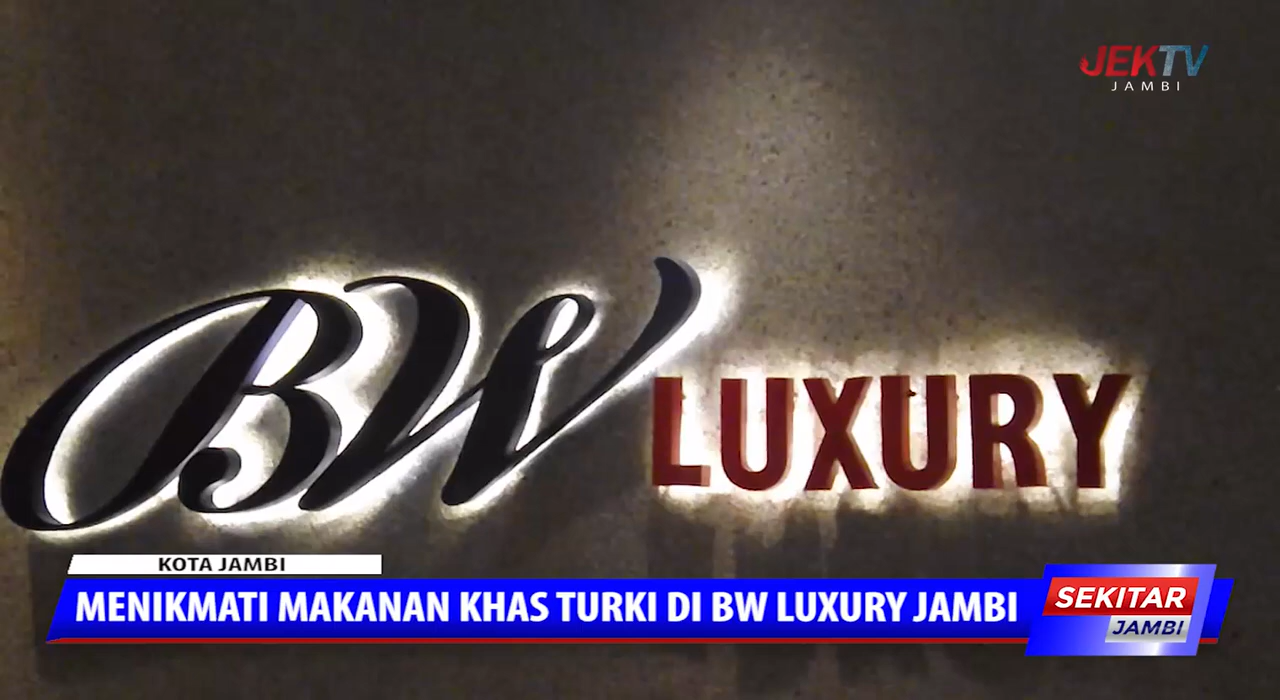 JEKTV
JAMBI
BW LUXURY
KOTA JAMBI
MENIKMATI MAKANAN KHAS TURKI DI BW LUXURY JAMBI
SEKITAR
JAMBI